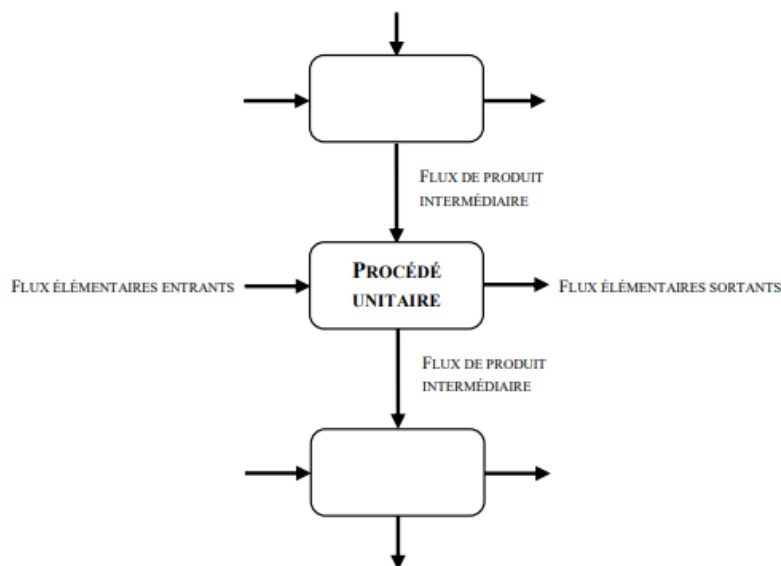 FLUX DE PRODUIT
INTERMÉDIAIRE
PROCÉDÉ
UNITAIRE
FLUX ÉLÉMENTAIRES ENTRANTS
FLUX ÉLÉMENTAIRES SORTANTS
FLUX DE PRODUIT
INTERMÉDIAIRE